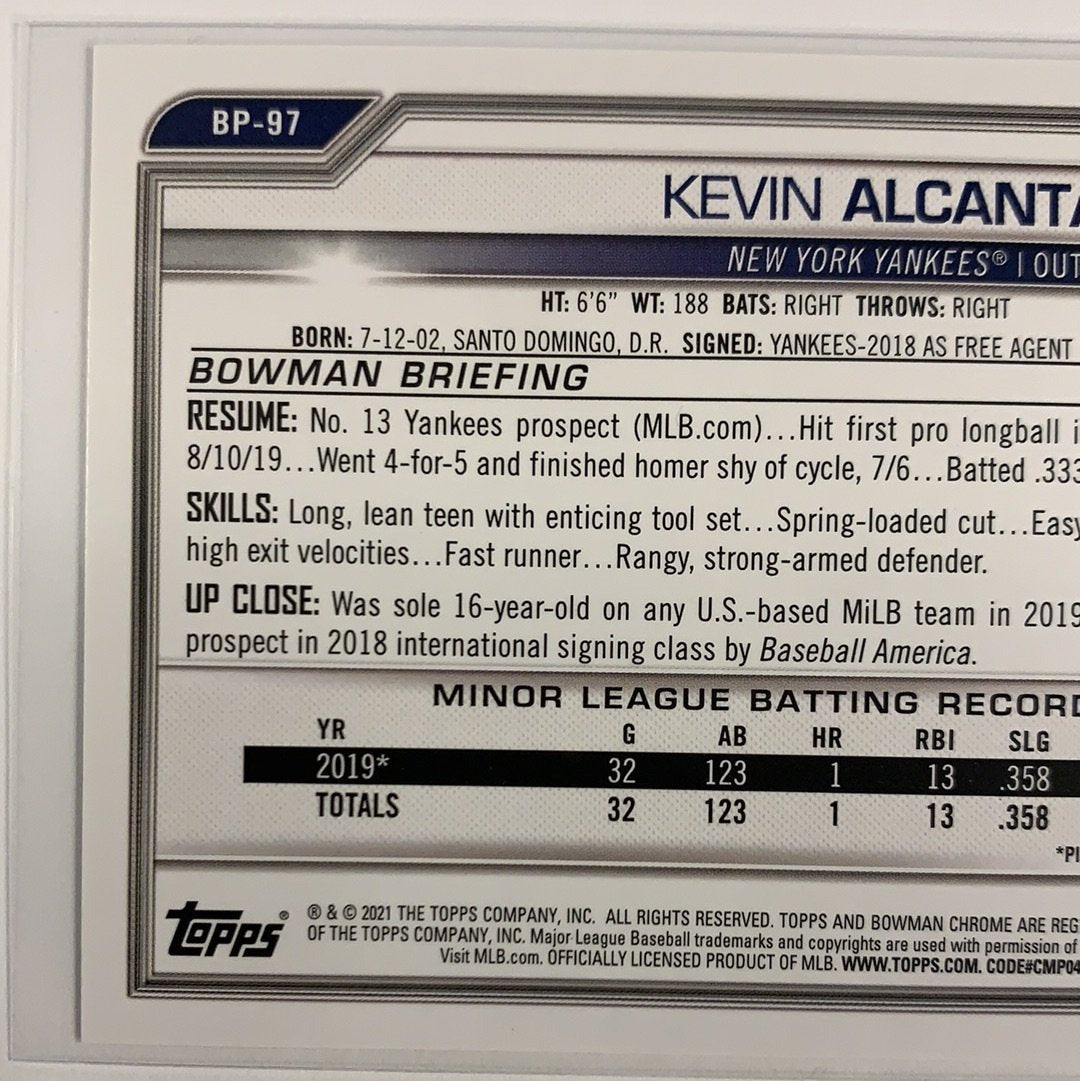 BP-97
KEVIN ALCANTA
NEW YORK YANKEES® | OUT
HT: 6'6" WT: 188 BATS: RIGHT THROWS: RIGHT
BORN: 7-12-02, SANTO DOMINGO, D.R. SIGNED: YANKEES-2018 AS FREE AGENT
BOWMAN BRIEFING
RESUME: No. 13 Yankees prospect (MLB.com)...Hit first pro longball i
8/10/19...Went 4-for-5 and finished homer shy of cycle, 7/6...Batted .333
SKILLS: Long, lean teen with enticing tool set...Spring-loaded cut...Easy
high exit velocities...Fast runner...Rangy, strong-armed defender.
UP CLOSE: Was sole 16-year-old on any U.S.-based MiLB team in 2019
prospect in 2018 international signing class by Baseball America.
MINOR LEAGUE BATTING RECORD
YR G AB HR RBI SLG
2019* 32 123 1 13 .358
TOTALS 32 123 1 13 .358
*Pl
Topps® ® & © 2021 THE TOPPS COMPANY, INC. ALL RIGHTS RESERVED. TOPPS AND BOWMAN CHROME ARE REG
OF THE TOPPS COMPANY, INC. Major League Baseball trademarks and copyrights are used with permission of
Visit MLB.com. OFFICIALLY LICENSED PRODUCT OF MLB. WWW.TOPPS.COM. CODE#CMP04